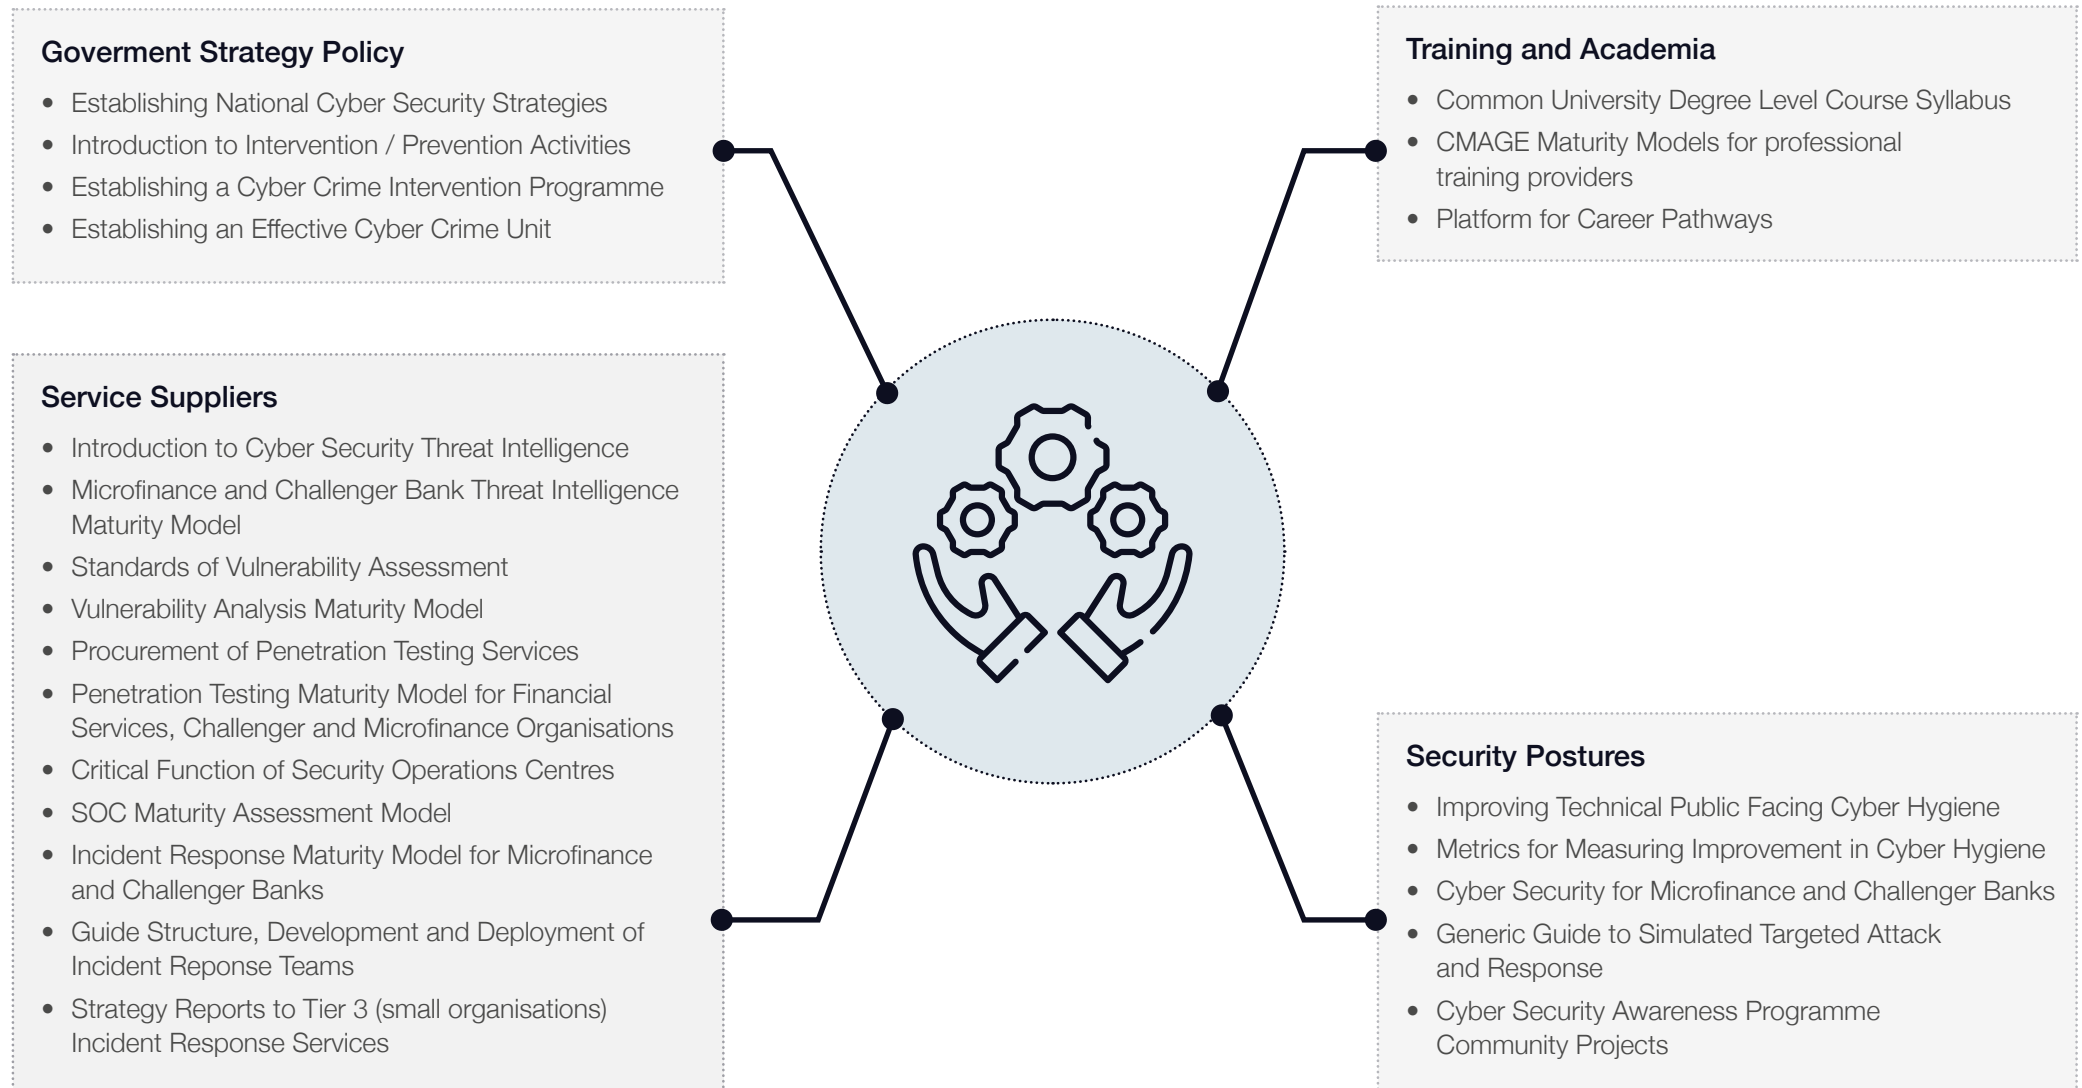 Goverment Strategy Policy
• Establishing National Cyber Security Strategies
• Introduction to Intervention / Prevention Activities
• Establishing a Cyber Crime Intervention Programme
• Establishing an Effective Cyber Crime Unit
Service Suppliers
• Introduction to Cyber Security Threat Intelligence
• Microfinance and Challenger Bank Threat Intelligence
Maturity Model
• Standards of Vulnerability Assessment
• Vulnerability Analysis Maturity Model
• Procurement of Penetration Testing Services
• Penetration Testing Maturity Model for Financial
Services, Challenger and Microfinance Organisations
• Critical Function of Security Operations Centres
• SOC Maturity Assessment Model
• Incident Response Maturity Model for Microfinance
and Challenger Banks
• Guide Structure, Development and Deployment of
Incident Reponse Teams
• Strategy Reports to Tier 3 (small organisations)
Incident Response Services
Training and Academia
• Common University Degree Level Course Syllabus
• CMAGE Maturity Models for professional
training providers
• Platform for Career Pathways
Security Postures
• Improving Technical Public Facing Cyber Hygiene
• Metrics for Measuring Improvement in Cyber Hygiene
• Cyber Security for Microfinance and Challenger Banks
• Generic Guide to Simulated Targeted Attack
and Response
• Cyber Security Awareness Programme
Community Projects